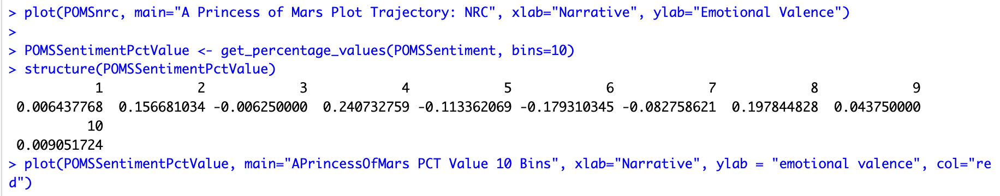 > plot(POMSnrc, main="A Princess of Mars Plot Trajectory: NRC", xlab="Narrative", ylab="Emotional Valence")
>
> POMSSentimentPctValue <- get_percentage_values(POMSSentiment, bins=10)
> structure(POMSSentimentPctValue)
1 2 3 4 5 6 7 8 9
0.006437768 0.156681034 -0.006250000 0.240732759 -0.113362069 -0.179310345 -0.082758621 0.197844828 0.043750000
10
0.009051724
> plot(POMSSentimentPctValue, main="APrincessOfMars PCT Value 10 Bins", xlab="Narrative", ylab = "emotional valence", col="re
d")